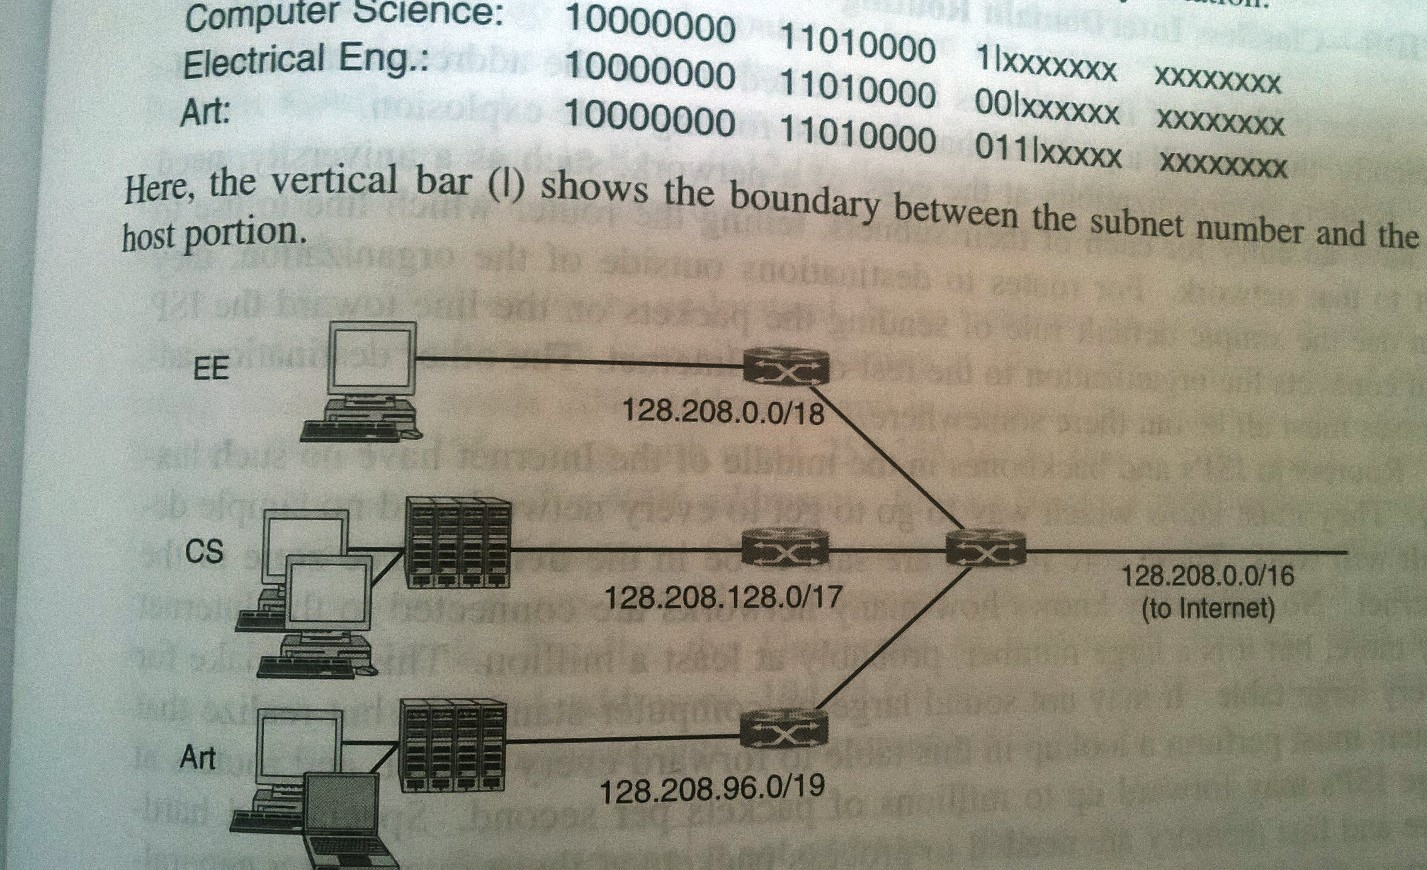 Computer Science: 10000000 11010000 1|xxxxxxx xxxxxxxx
Electrical Eng.: 10000000 11010000 00|xxxxxx xxxxxxxx
Art: 10000000 11010000 011|xxxxx xxxxxxxx
Here, the vertical bar (|) shows the boundary between the subnet number and the
host portion.
EE
128.208.0.0/18
CS
128.208.128.0/17
128.208.0.0/16
(to Internet)
Art
128.208.96.0/19